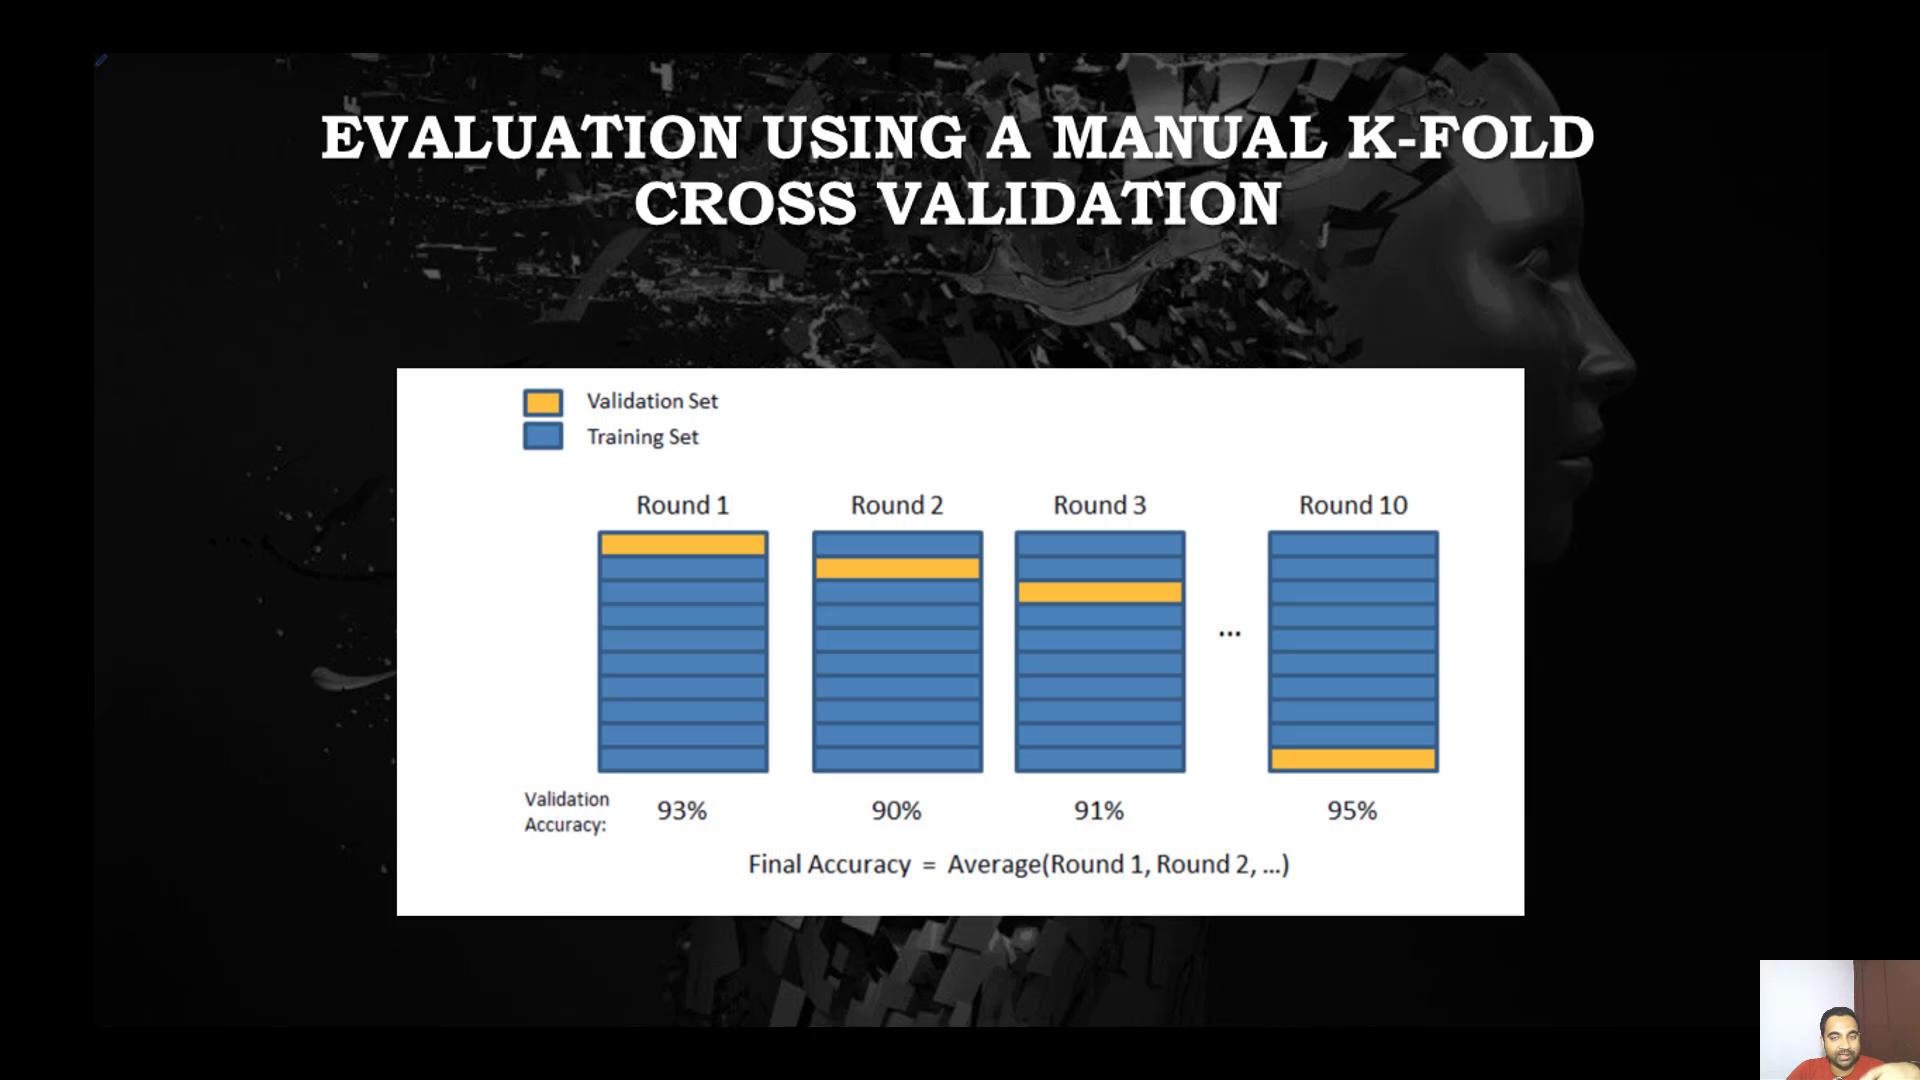 EVALUATION USING A MANUAL K-FOLD
CROSS VALIDATION
Validation Set
Training Set
Round 1
Round 2
Round 3
Round 10
...
Validation
Accuracy:
93%
90%
91%
95%
Final Accuracy = Average(Round 1, Round 2, ...)